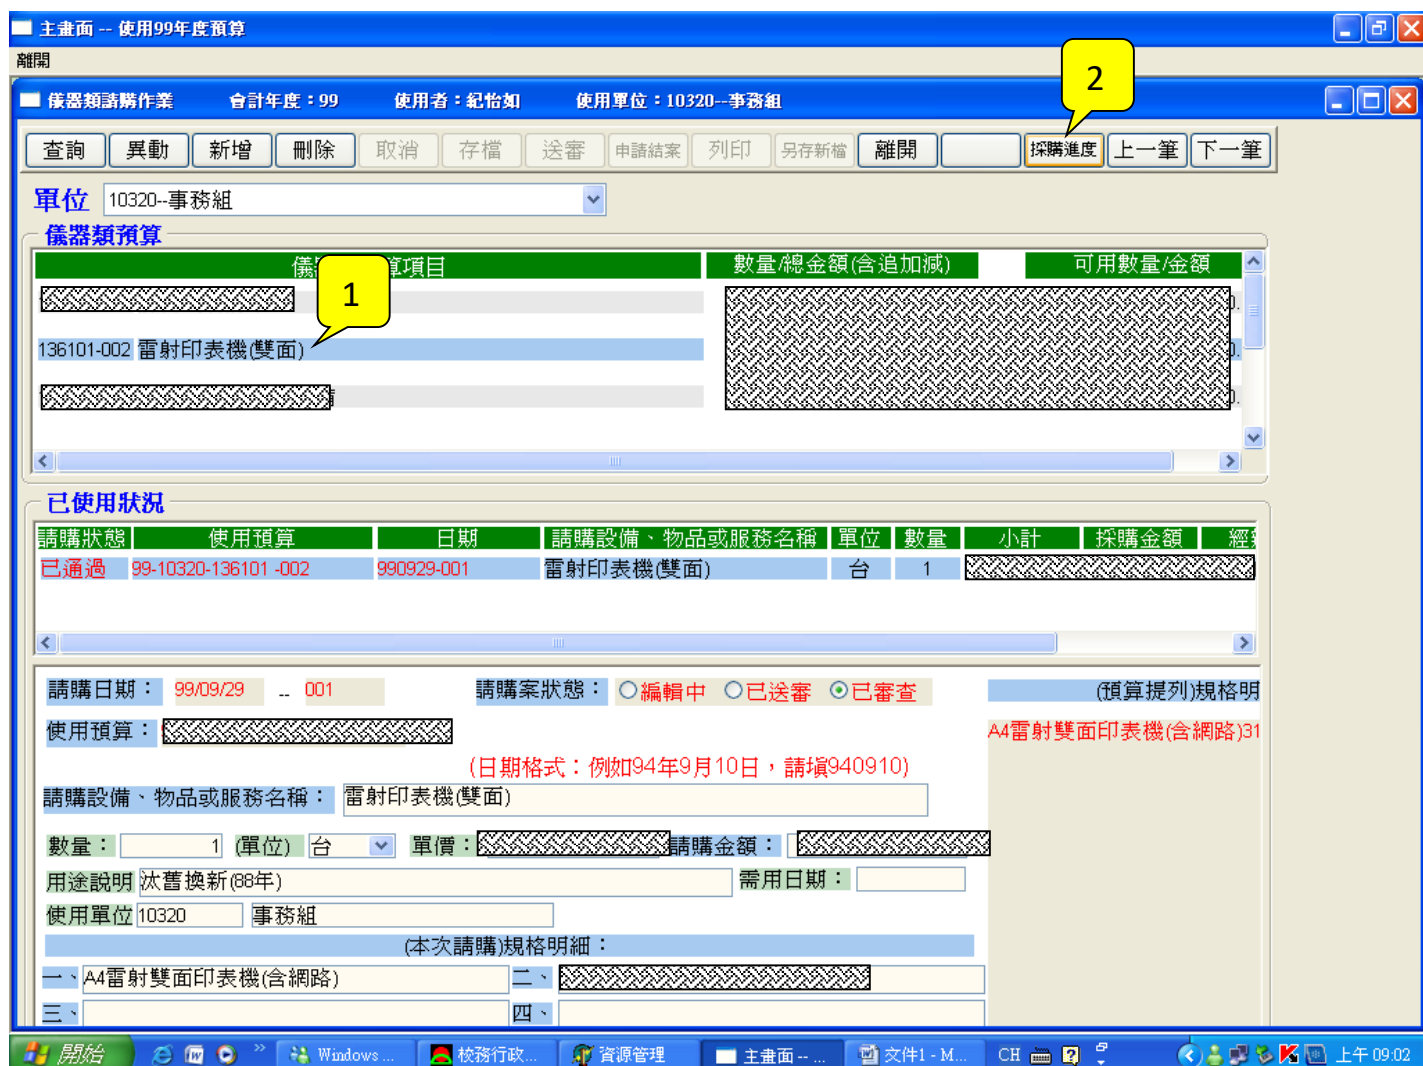 主畫面 -- 使用99年度預算
離開
2
儀器類請購作業 會計年度：99 使用者：紀怡如 使用單位：10320--事務組
查詢 異動 新增 刪除 取消 存檔 送審 申請結案 列印 另存新檔 離開 採購進度 上一筆 下一筆
單位 10320--事務組
儀器類預算
算項目 數量/總金額(含追加減) 可用數量/金額
1
136101-002 雷射印表機(雙面)
已使用狀況
請購狀態 使用預算 日期 請購設備、物品或服務名稱 單位 數量 小計 採購金額
已通過 99-10320-136101 -002 990929-001 雷射印表機(雙面) 台 1
請購日期： 99/09/29 -- 001 請購案狀態： 編輯中 已送審 已審查 (預算提列)規格明
使用預算： A4雷射雙面印表機(含網路)31
(日期格式：例如94年9月10日，請填940910)
請購設備、物品或服務名稱： 雷射印表機(雙面)
數量： 1 (單位) 台 單價： 請購金額：
用途說明 汰舊換新(88年) 需用日期：
使用單位 10320 事務組
(本次請購)規格明細：
一、 A4雷射雙面印表機(含網路) 二、
三、 四、
開始 Windows ... 校務行政... 資源管理 主畫面 -- ... 文件1 - M... CH 上午 09:02